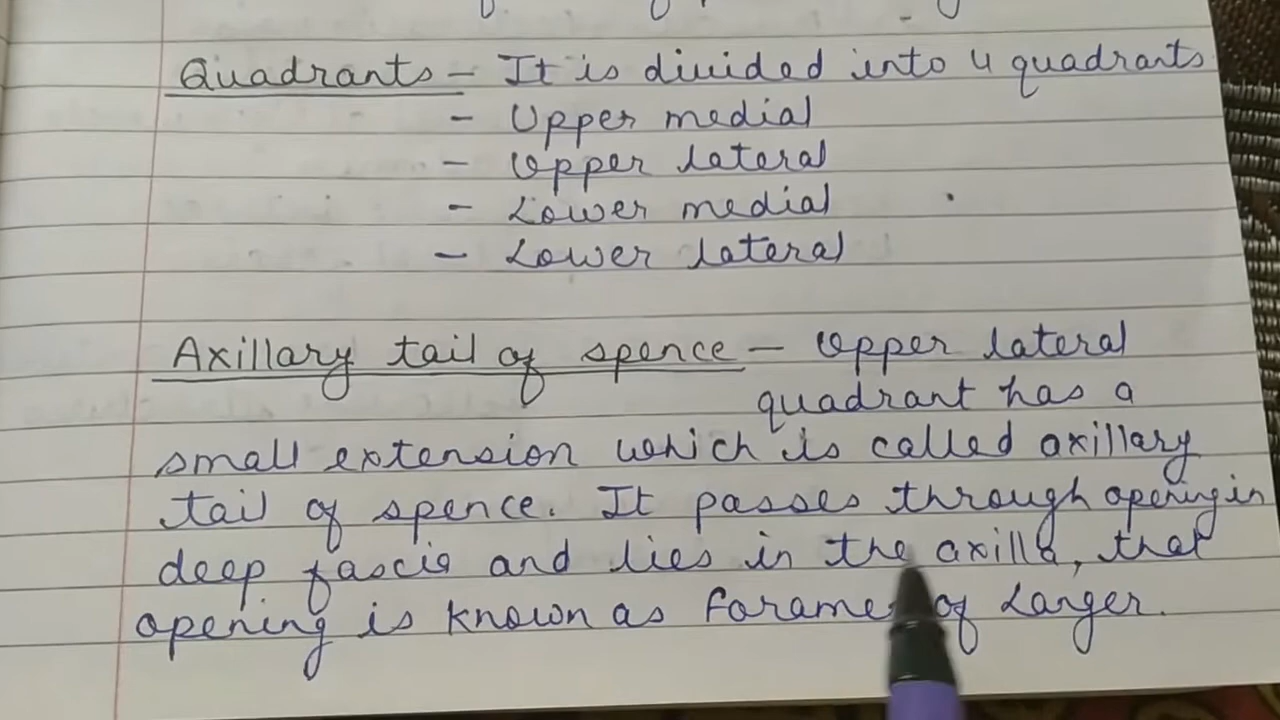 Quadrants - It is divided into 4 quadrants
- Upper medial
- Upper lateral
- Lower medial
- Lower lateral
Axillary tail of spence - Upper lateral
quadrant has a
small extension which is called axillary
tail of spence. It passes through opening in
deep fascia and lies in the axilla, that
opening is known as Foramen of Langer.